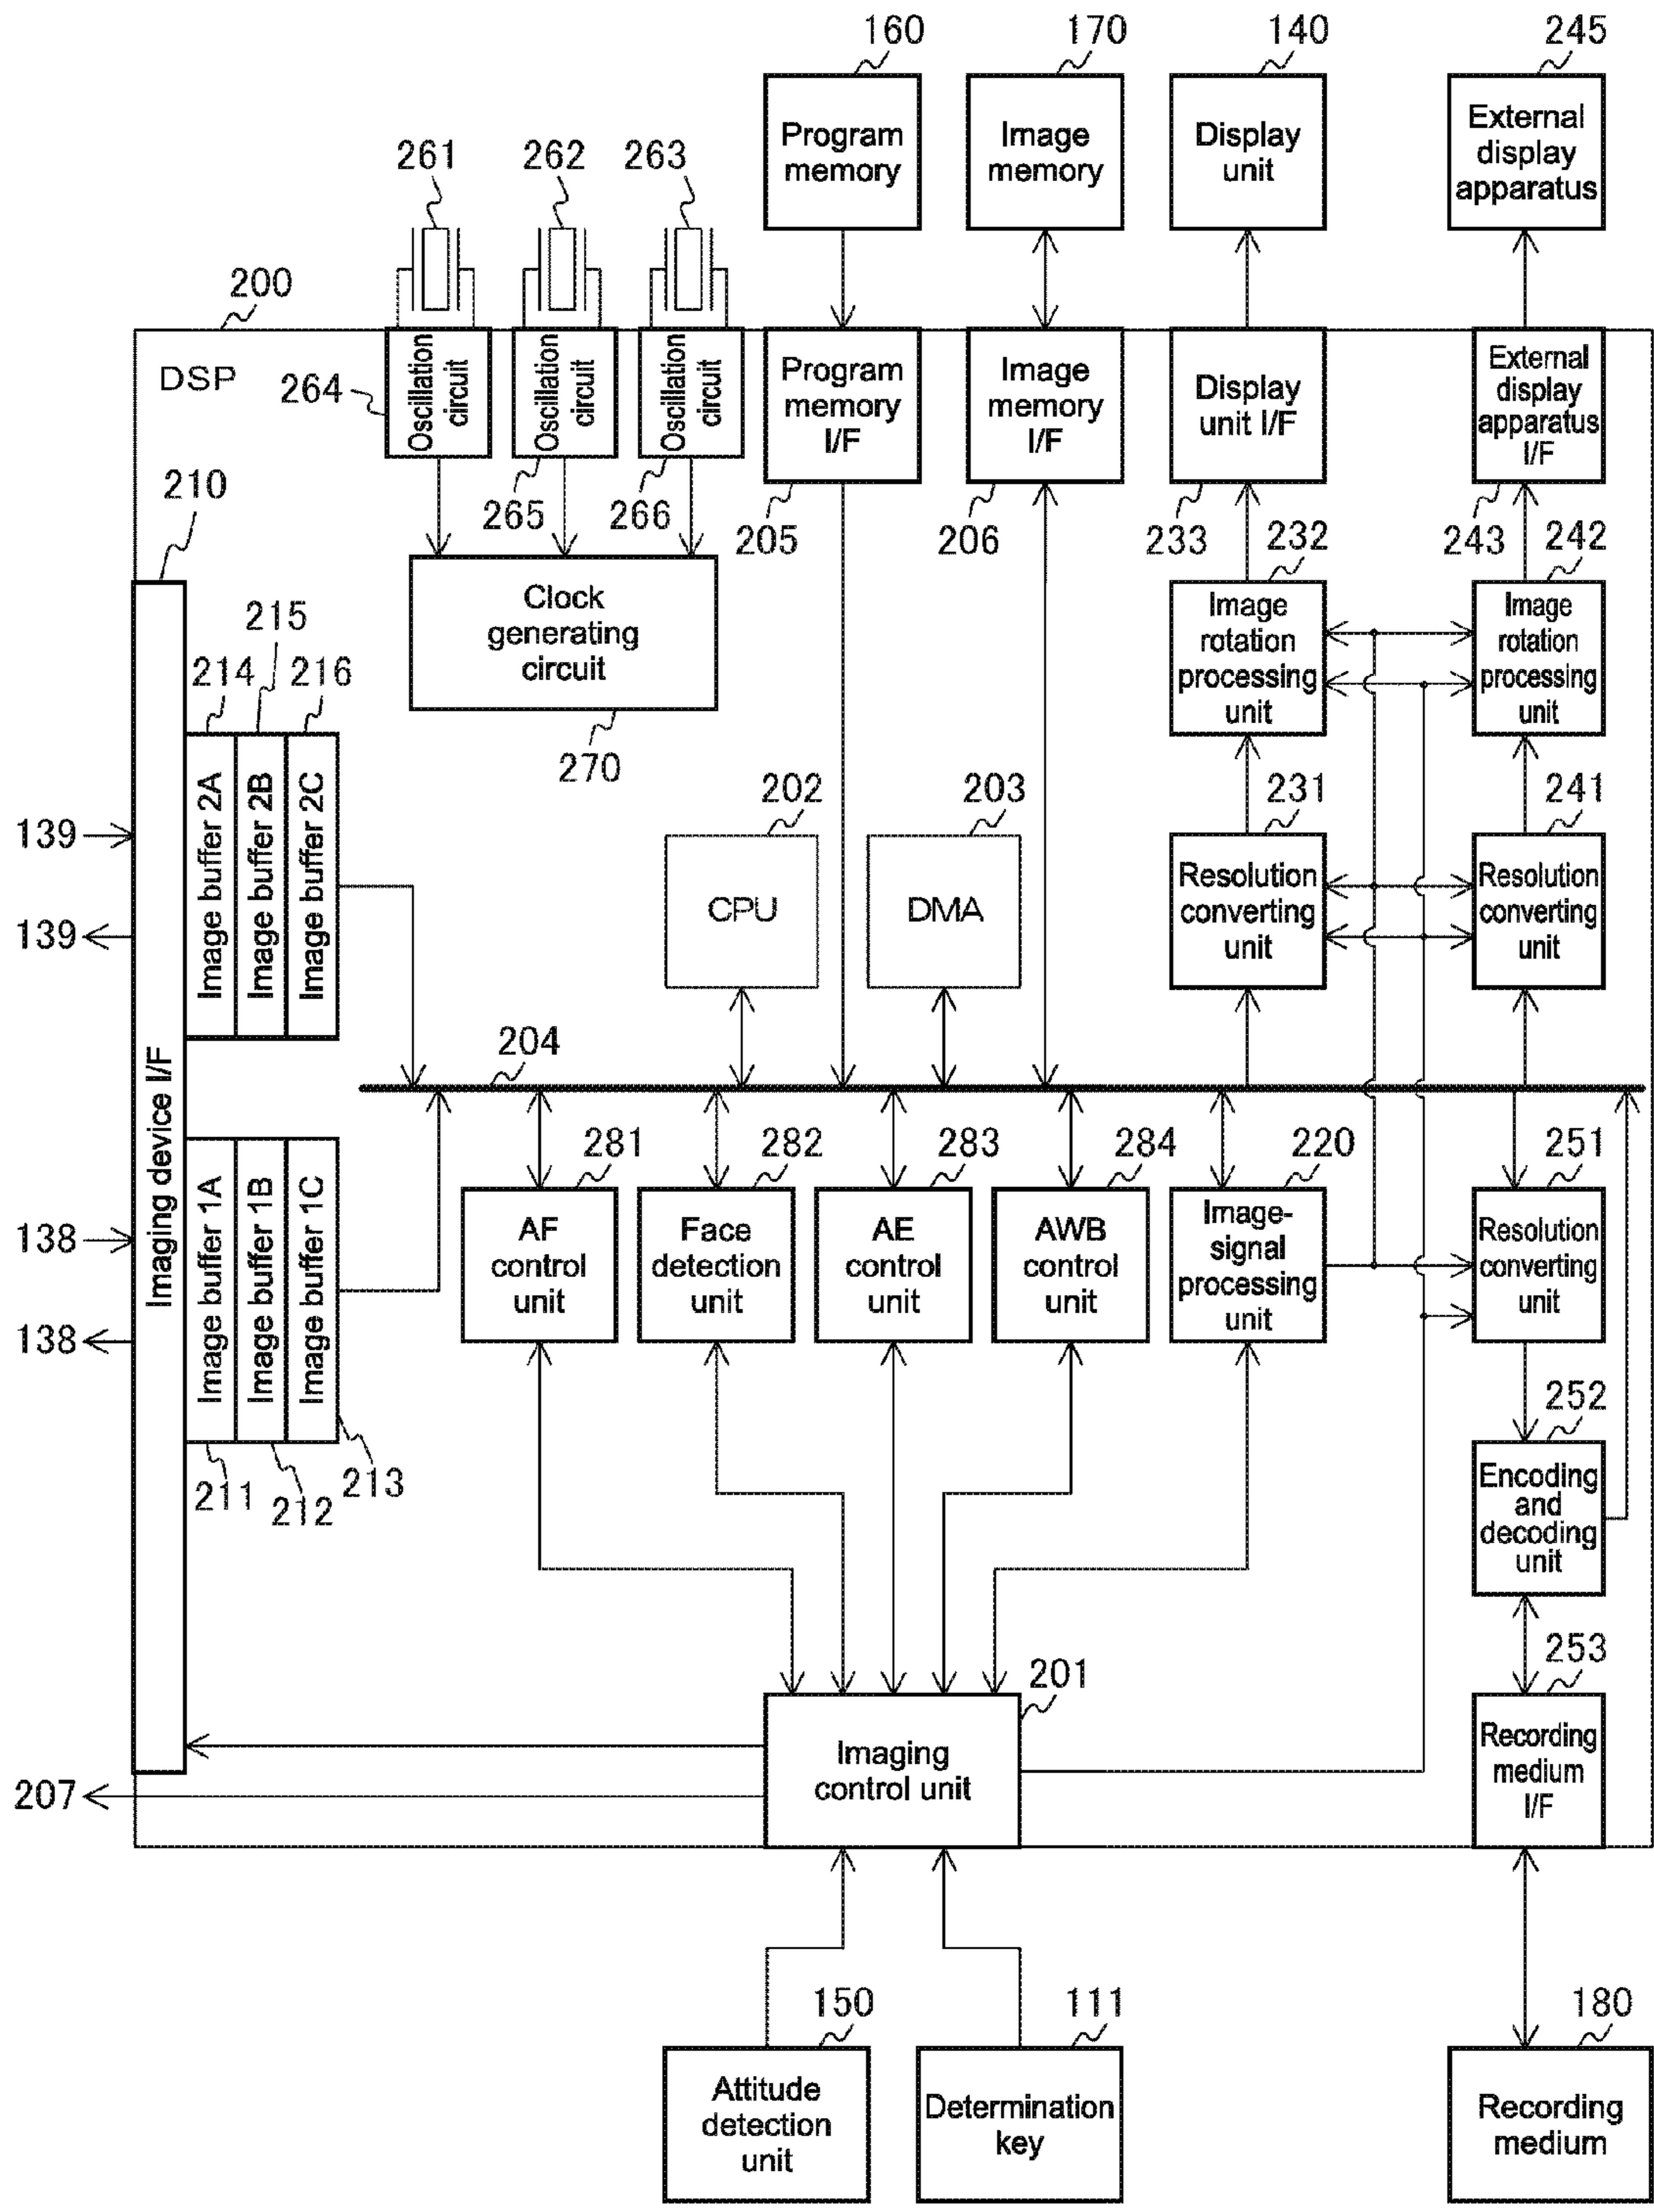 160
170
140
245
Program
memory
Image
memory
Display
unit
External
display
apparatus
261
262
263
200
DSP
264
Oscillation
circuit
265
Oscillation
circuit
266
Oscillation
circuit
Program
memory
I/F
205
Image
memory
I/F
206
Display
unit I/F
233
External
display
apparatus
I/F
243
210
Clock
generating
circuit
270
232
Image
rotation
processing
unit
242
Image
rotation
processing
unit
214
215
216
Image buffer 2A
Image buffer 2B
Image buffer 2C
139
139
202
CPU
203
DMA
231
Resolution
converting
unit
241
Resolution
converting
unit
204
Imaging device I/F
138
138
Image buffer 1A
Image buffer 1B
Image buffer 1C
211
212
213
281
AF
control
unit
282
Face
detection
unit
283
AE
control
unit
284
AWB
control
unit
220
Image-
signal
processing
unit
251
Resolution
converting
unit
252
Encoding
and
decoding
unit
253
Recording
medium
I/F
201
Imaging
control unit
207
150
Attitude
detection
unit
111
Determination
key
180
Recording
medium